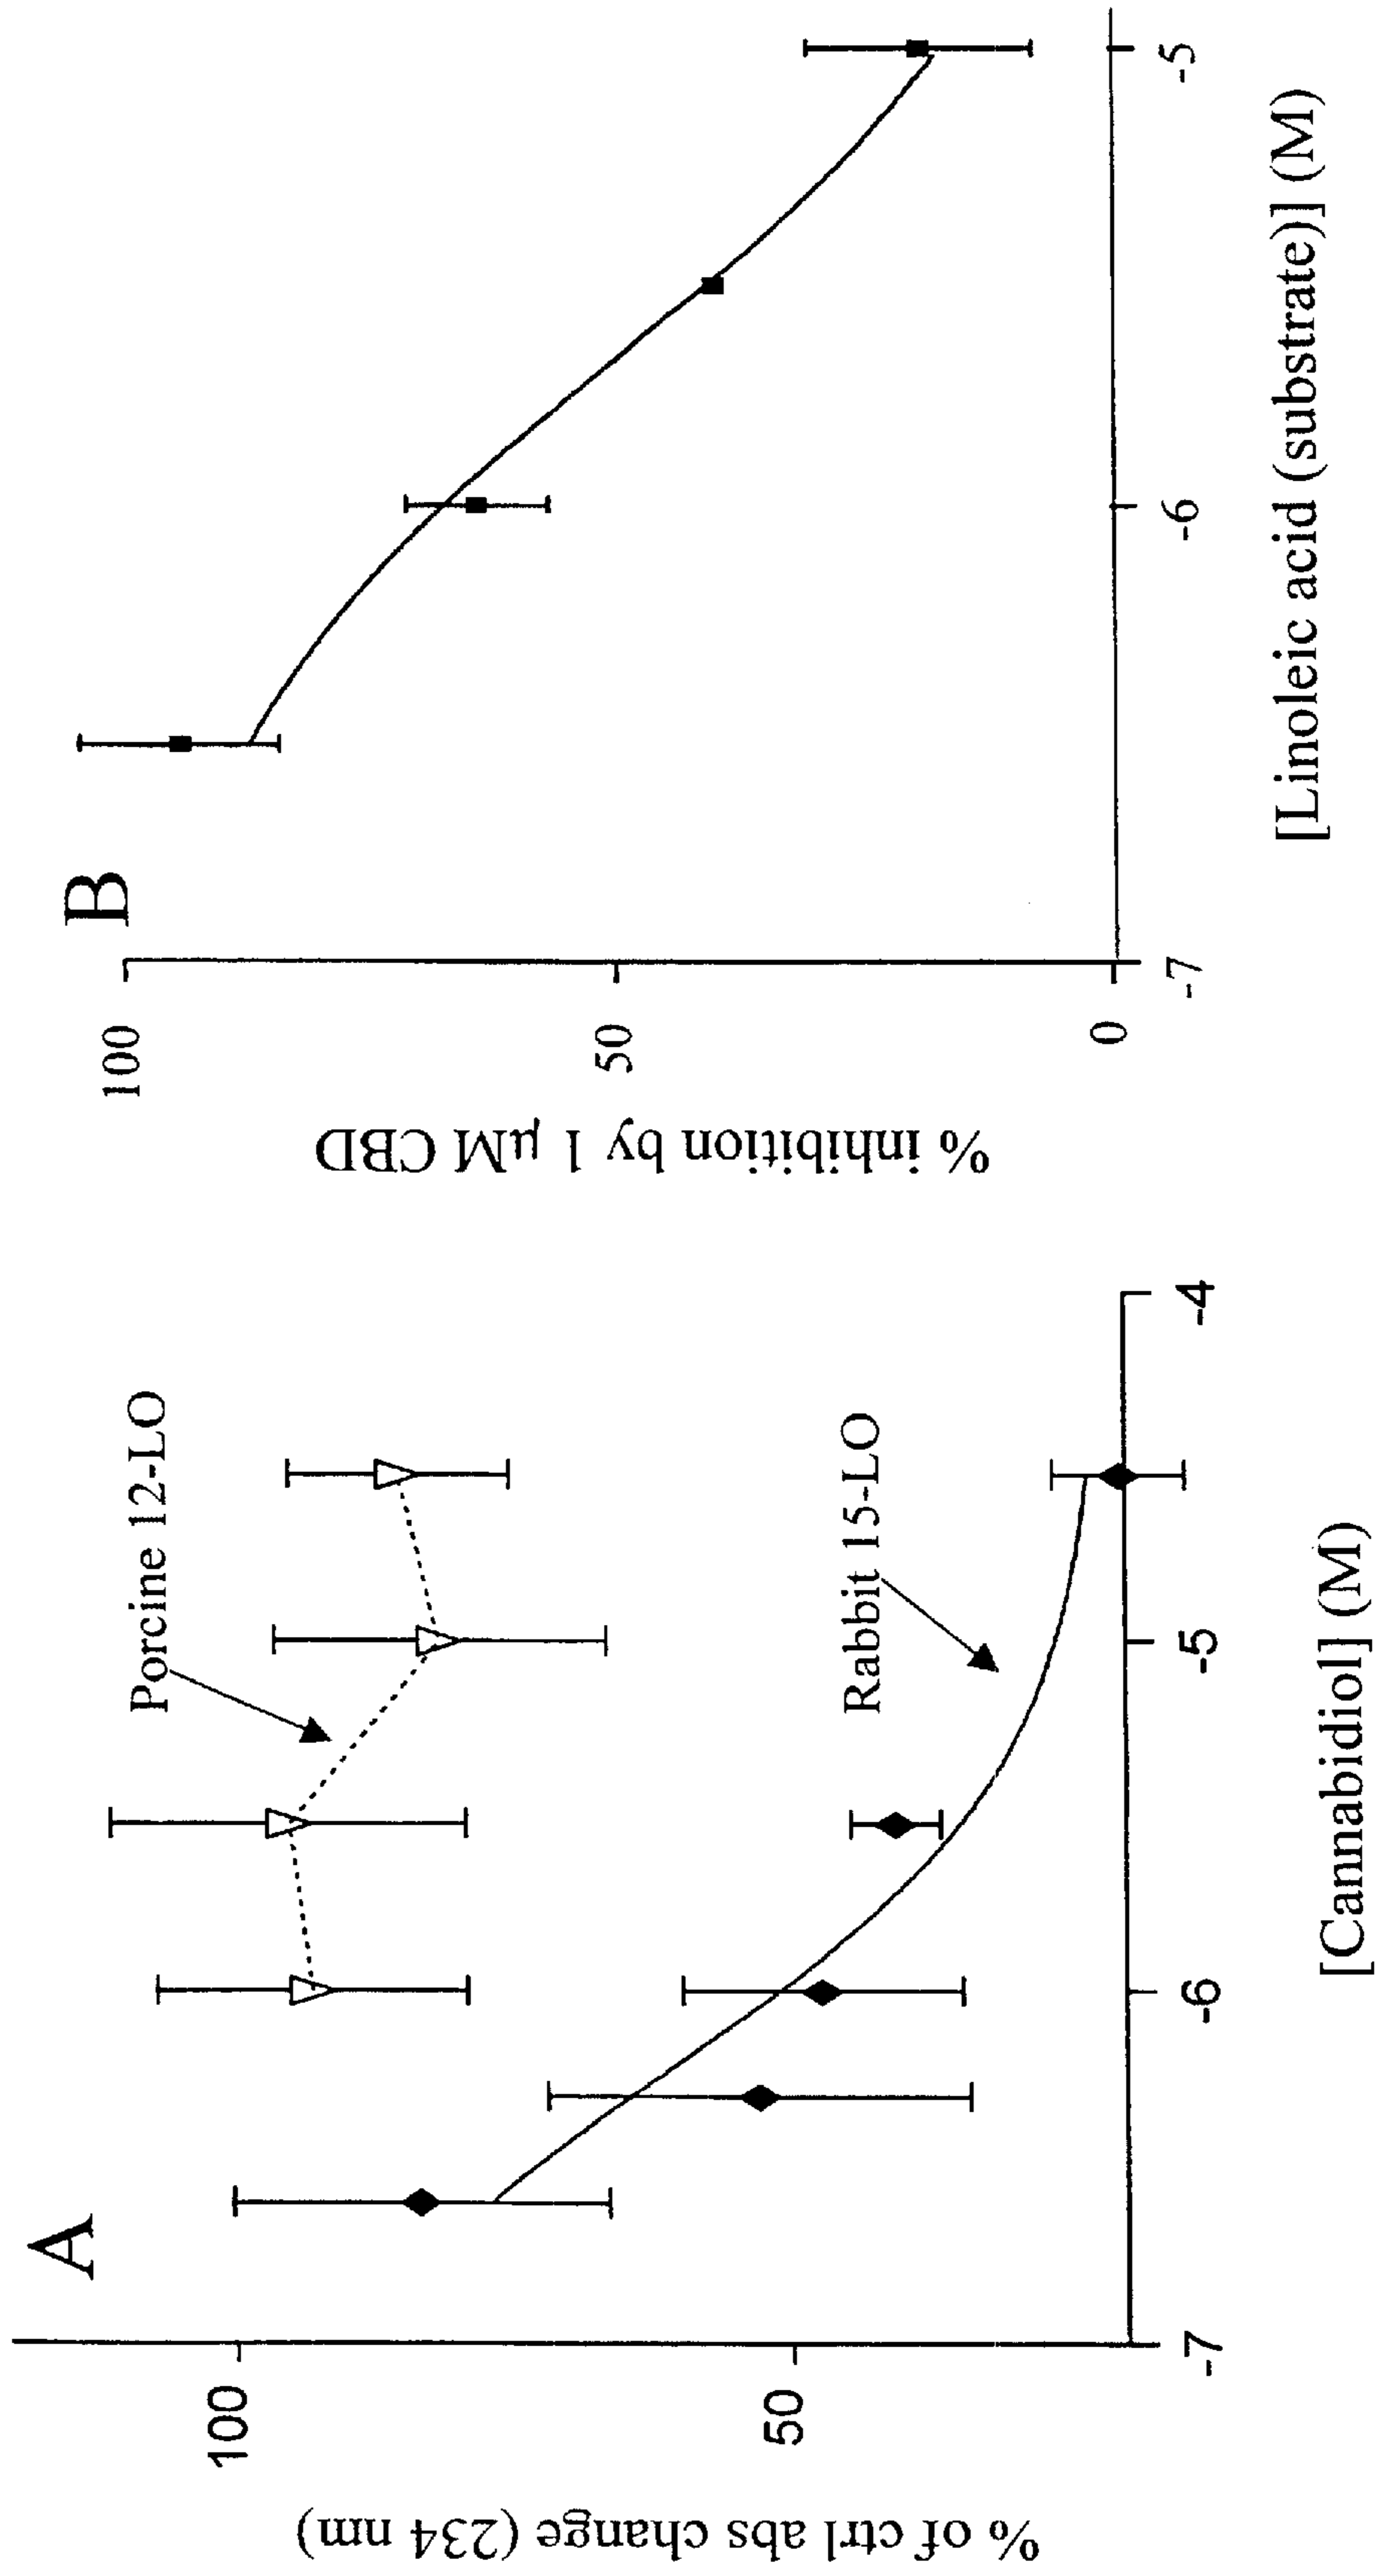 A
% of ctrl abs change (234 nm)
100
50
Porcine 12-LO
Rabbit 15-LO
-7
-6
-5
-4
[Cannabidiol] (M)
B
% inhibition by 1 µM CBD
100
50
0
-7
-6
-5
[Linoleic acid (substrate)] (M)